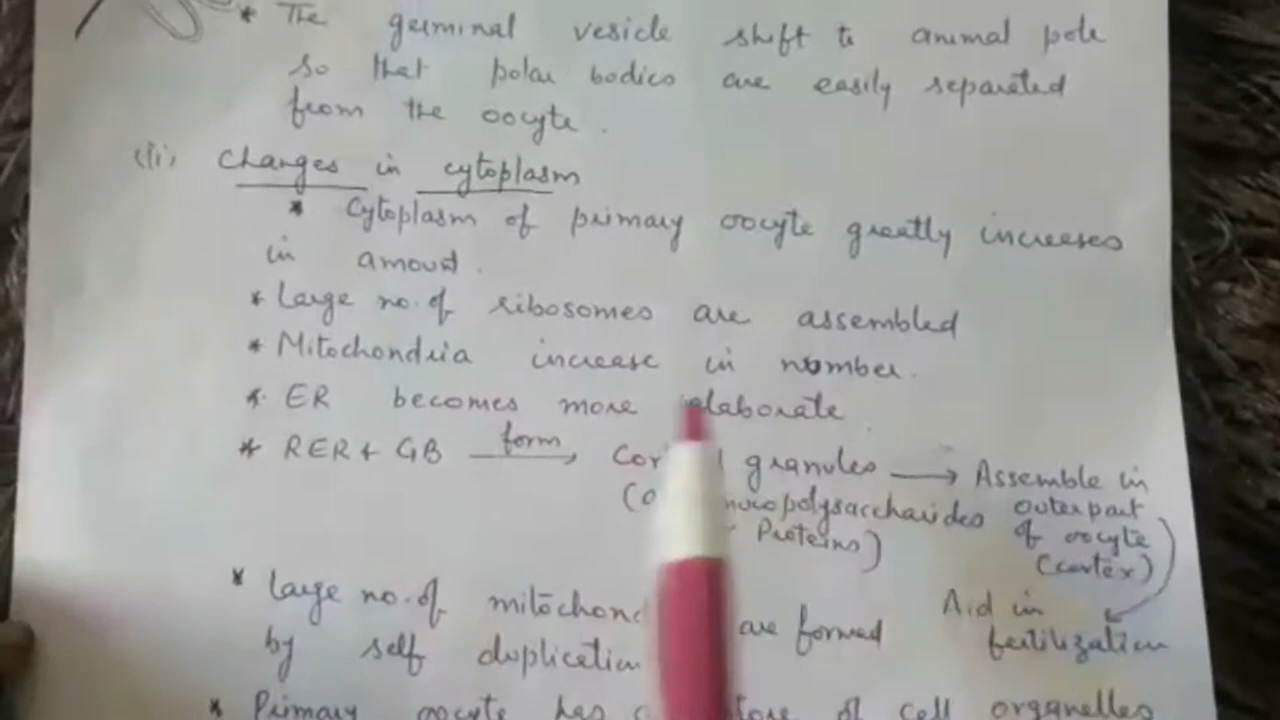 * The germinal vesicle shift to animal pole
so that polar bodies are easily separated
from the oocyte.
(ii) Changes in cytoplasm
* Cytoplasm of primary oocyte greatly increases
in amount.
* Large no. of ribosomes are assembled
* Mitochondria increase in number.
* ER becomes more elaborate
* RER + GB form → granules → Assemble in
mucopolysaccharides outer part
Proteins) of oocyte
(cortex)
* Large no. of are formed Aid in
by self duplication fertilization
* Primary oocyte has of cell organelles